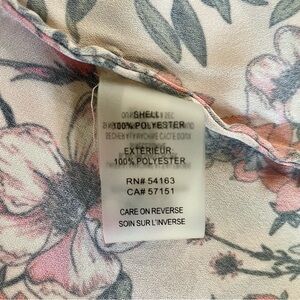 SHELL:
100% POLYESTER
EXTÉRIEUR:
100% POLYESTER
RN# 54163
CA# 57151
CARE ON REVERSE
SOIN SUR L'INVERSE